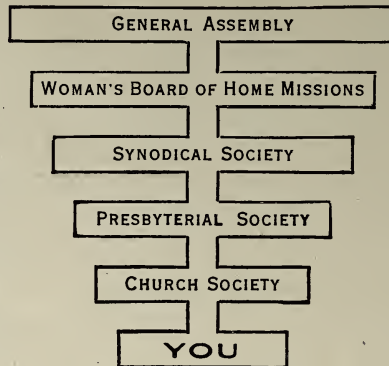 GENERAL ASSEMBLY
WOMAN'S BOARD OF HOME MISSIONS
SYNODICAL SOCIETY
PRESBYTERIAL SOCIETY
CHURCH SOCIETY
YOU